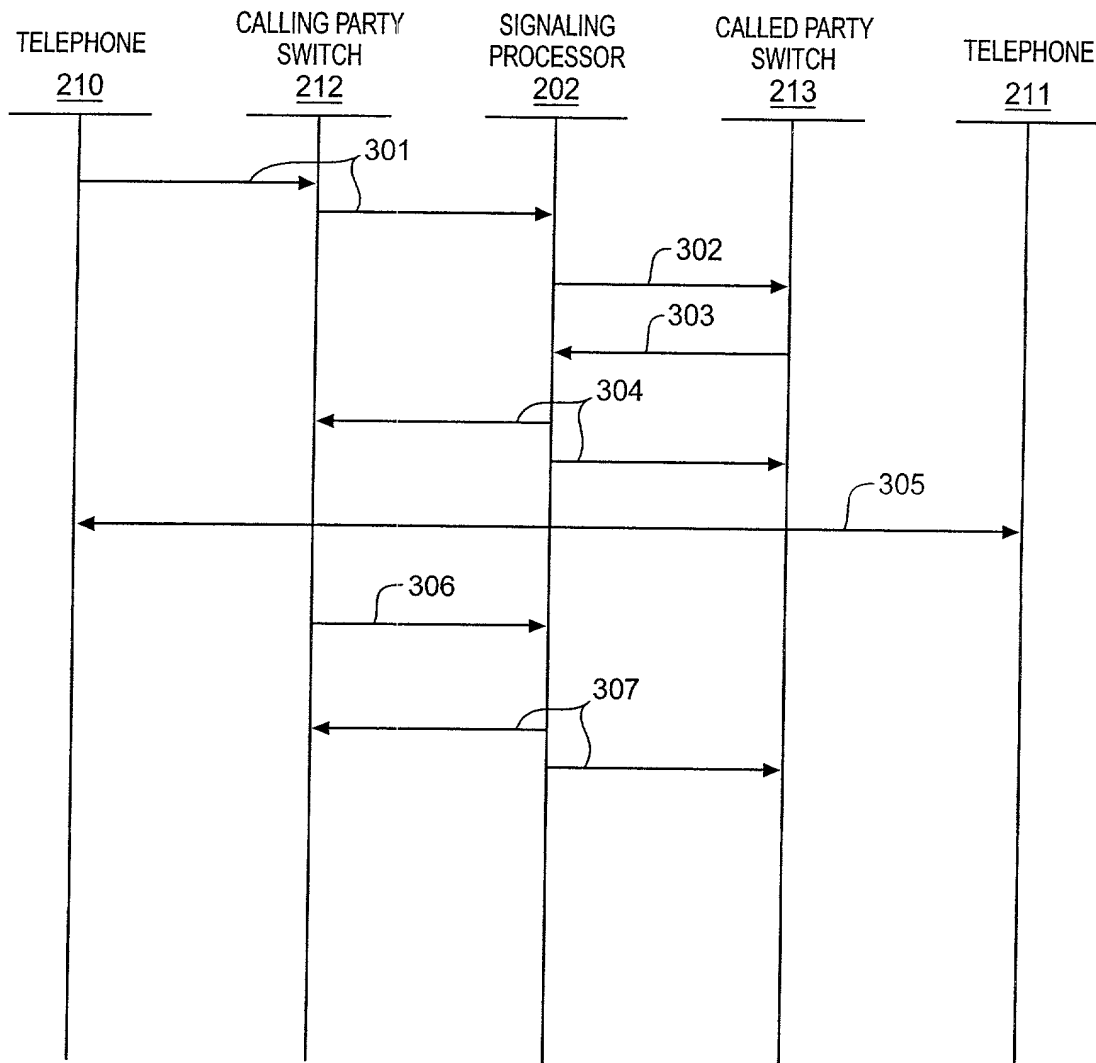 TELEPHONE
210
CALLING PARTY
SWITCH
212
SIGNALING
PROCESSOR
202
CALLED PARTY
SWITCH
213
TELEPHONE
211
301
302
303
304
305
306
307